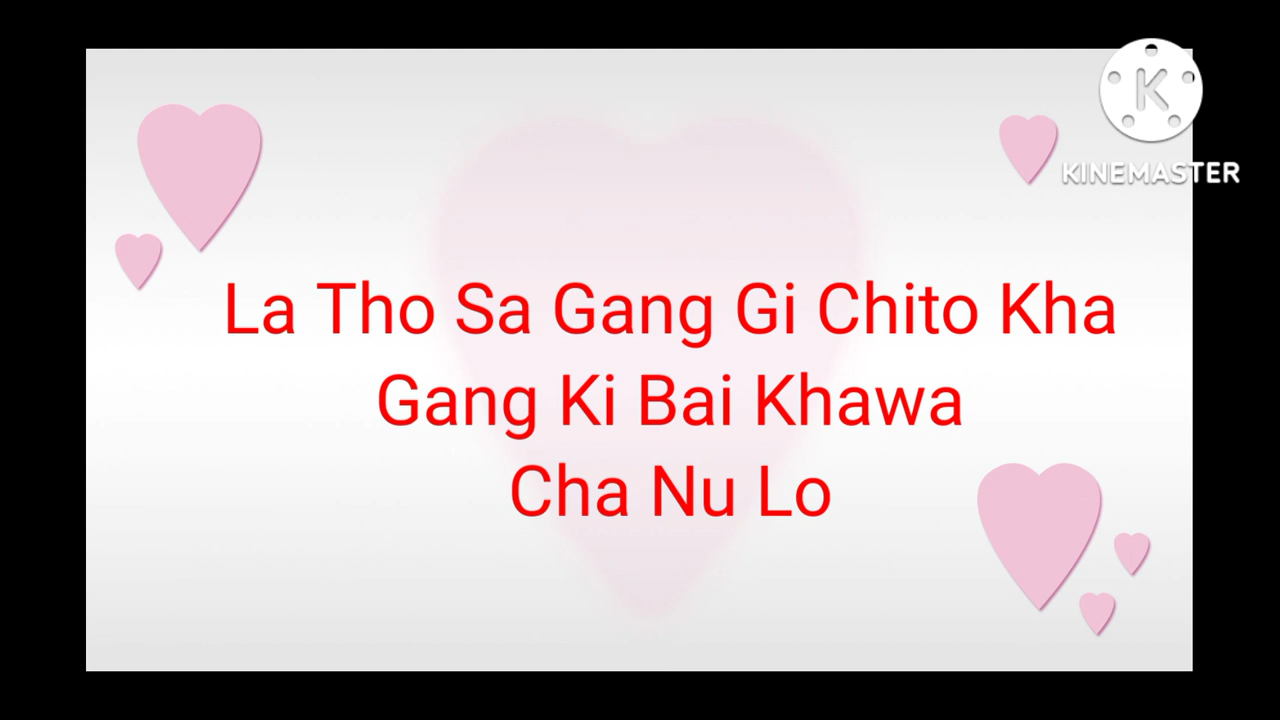 K
KINEMASTER
La Tho Sa Gang Gi Chito Kha
Gang Ki Bai Khawa
Cha Nu Lo